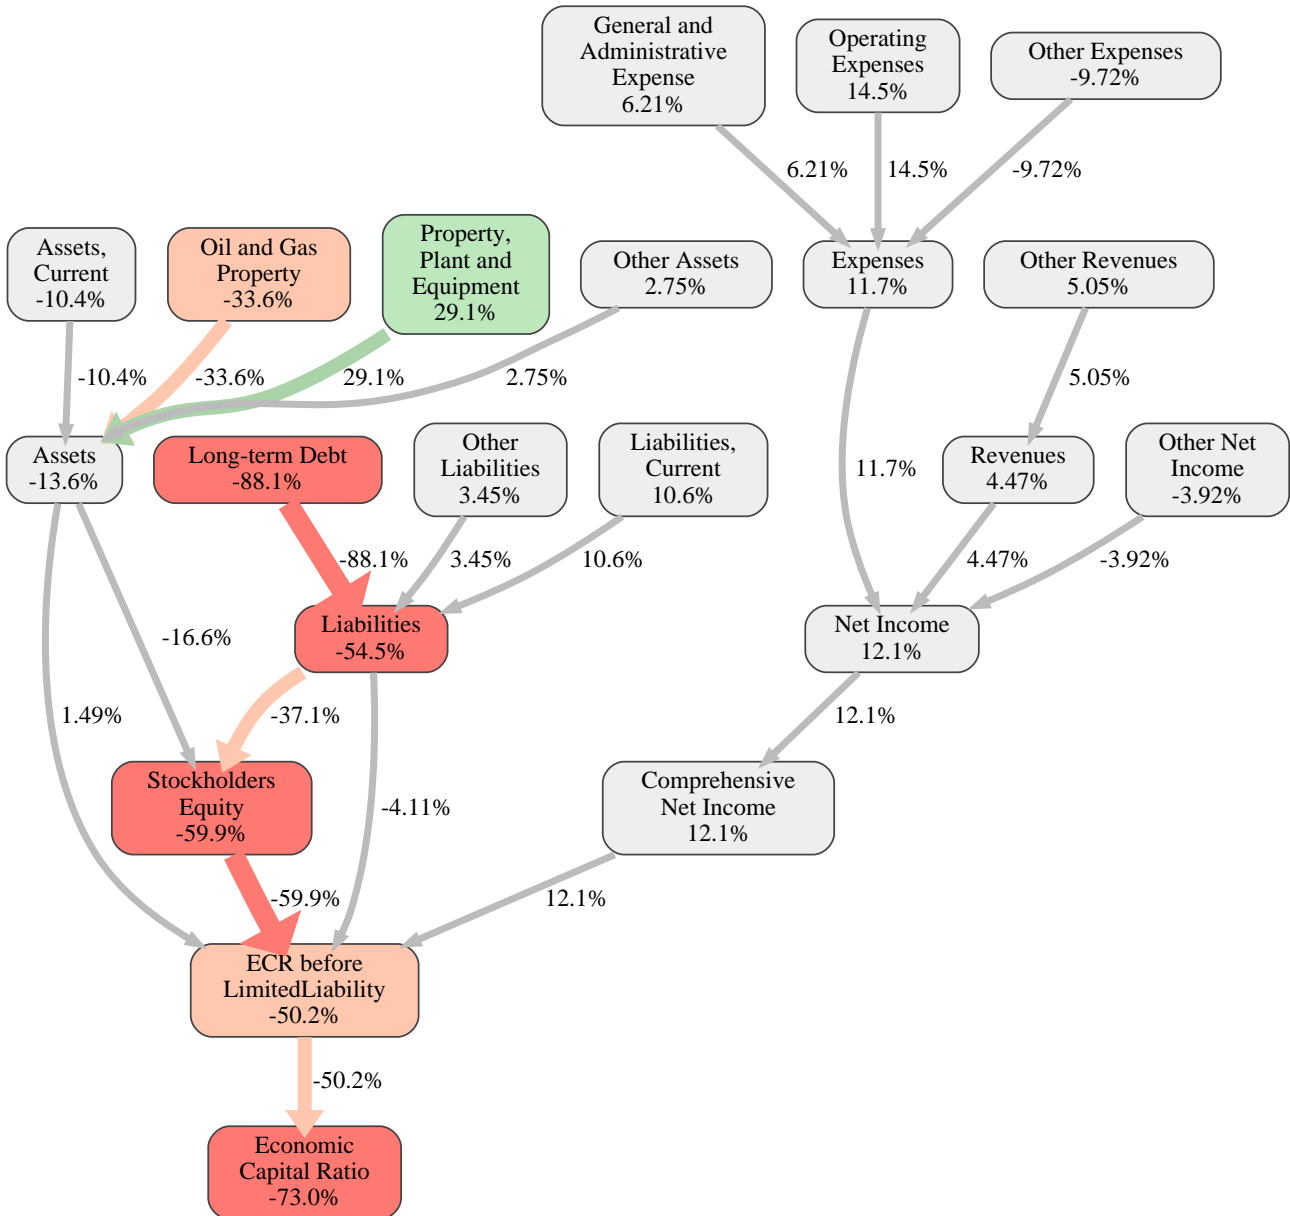 General and
Administrative
Expense
6.21%
Operating
Expenses
14.5%
Other Expenses
-9.72%
6.21%
14.5%
-9.72%
Assets,
Current
-10.4%
Oil and Gas
Property
-33.6%
Property,
Plant and
Equipment
29.1%
Other Assets
2.75%
Expenses
11.7%
Other Revenues
5.05%
-10.4%
-33.6%
29.1%
2.75%
5.05%
Assets
-13.6%
Long-term Debt
-88.1%
Other
Liabilities
3.45%
Liabilities,
Current
10.6%
11.7%
Revenues
4.47%
Other Net
Income
-3.92%
-88.1%
3.45%
10.6%
4.47%
-3.92%
-16.6%
Liabilities
-54.5%
Net Income
12.1%
1.49%
-37.1%
12.1%
Stockholders
Equity
-59.9%
-4.11%
Comprehensive
Net Income
12.1%
-59.9%
12.1%
ECR before
LimitedLiability
-50.2%
-50.2%
Economic
Capital Ratio
-73.0%